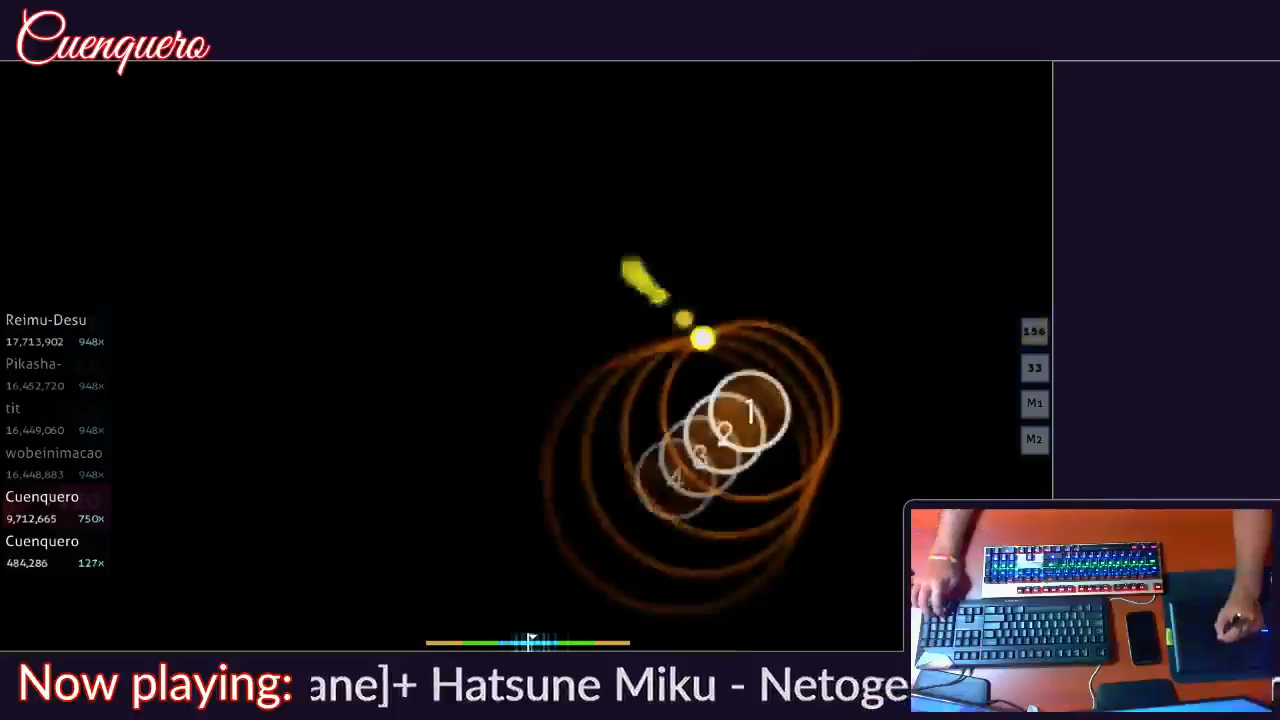 Cuenquero
Reimu-Desu
17,713,902 948x
Pikasha-
16,452,720 948x
tit
16,449,060 948x
wobeinimacao
16,448,883 948x
Cuenquero
9,712,665 750x
Cuenquero
484,286 127x
1
2
3
4
156
33
M1
M2
Now playing: ane]+ Hatsune Miku - Netoge